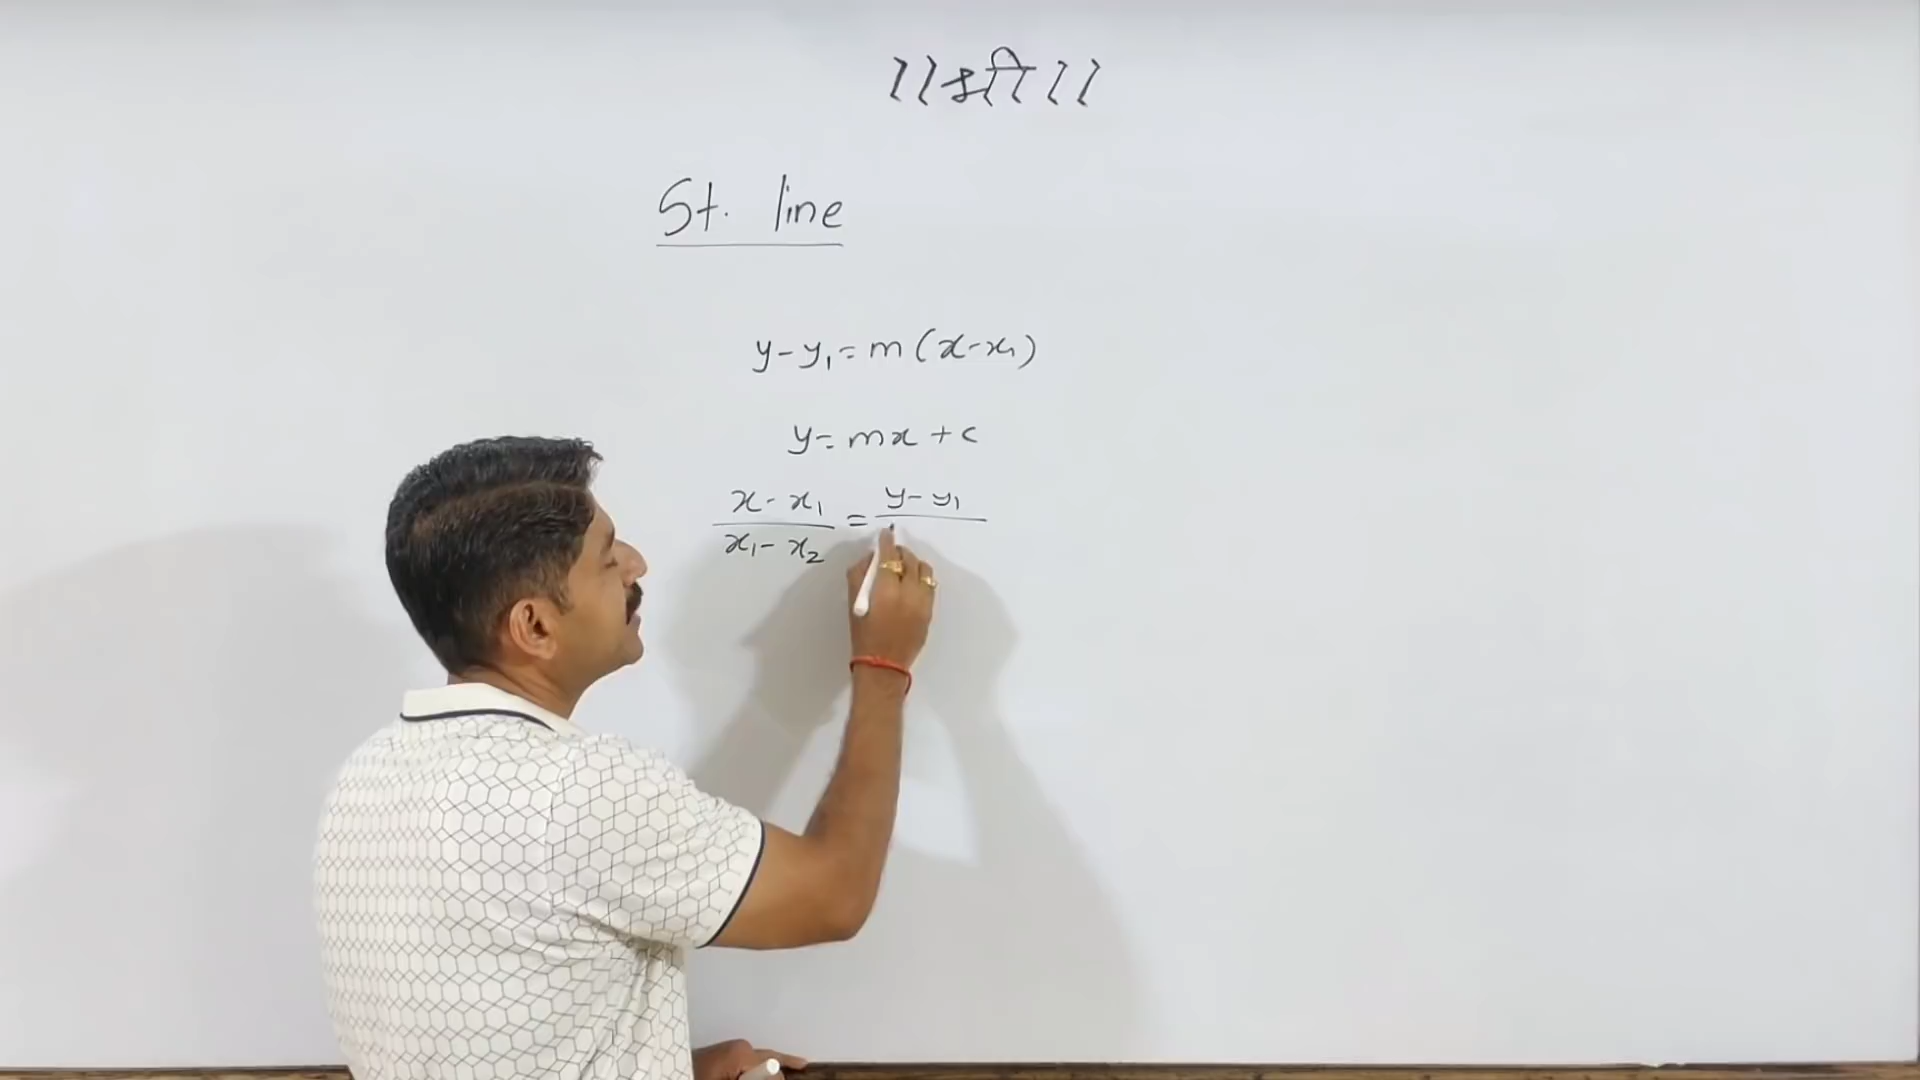 ।।श्री।।
St. line
y - y₁ = m (x - x₁)
y = mx + c
(x - x₁)/(x₁ - x₂) = (y - y₁)/